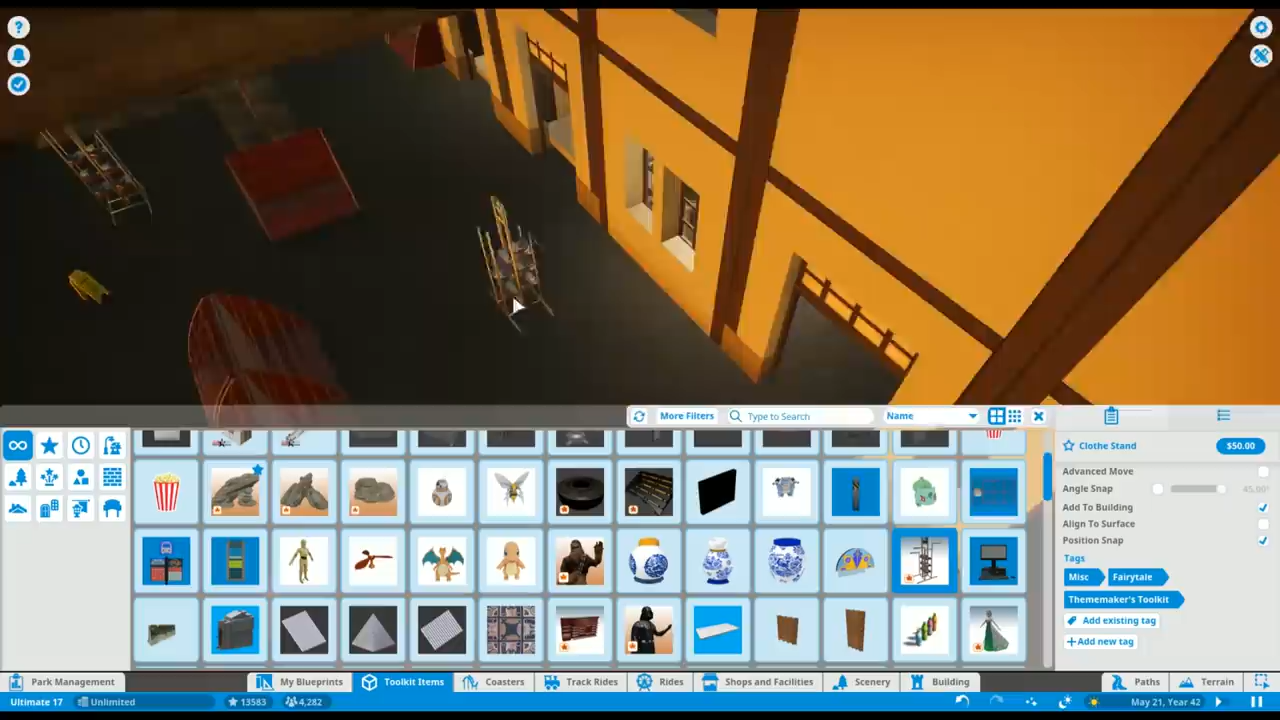 More Filters
Type to Search
Name
Clothe Stand
$50.00
Advanced Move
Angle Snap
45.00°
Add To Building
Align To Surface
Position Snap
Tags
Misc
Fairytale
Thememaker's Toolkit
Add existing tag
+Add new tag
Park Management
My Blueprints
Toolkit Items
Coasters
Track Rides
Rides
Shops and Facilities
Scenery
Building
Paths
Terrain
Ultimate 17
Unlimited
13583
4,282
May 21, Year 42